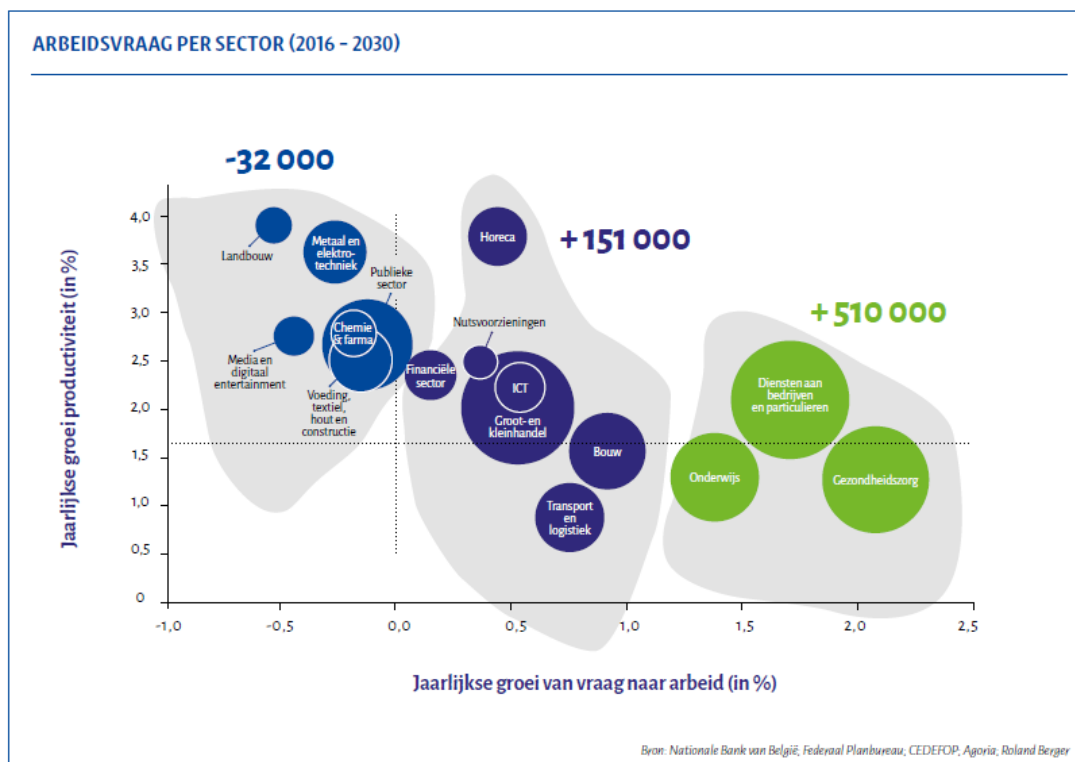 ARBEIDSVRAAG PER SECTOR (2016 – 2030)
-32 000
+ 151 000
+ 510 000
Jaarlijkse groei productiviteit (in %)
4,0
3,5
3,0
2,5
2,0
1,5
1,0
0,5
0
Landbouw
Metaal en
elektro-
techniek
Publieke
sector
Chemie
& farma
Media en
digitaal
entertainment
Voeding,
textiel,
hout en
constructie
Horeca
Nutsvoorzieningen
Financiële
sector
ICT
Groot- en
kleinhandel
Bouw
Transport
en
logistiek
Diensten aan
bedrijven
en particulieren
Onderwijs
Gezondheidszorg
-1,0
-0,5
0,0
0,5
1,0
1,5
2,0
2,5
Jaarlijkse groei van vraag naar arbeid (in %)
Bron: Nationale Bank van België; Federaal Planbureau; CEDEFOP, Agoria; Roland Berger